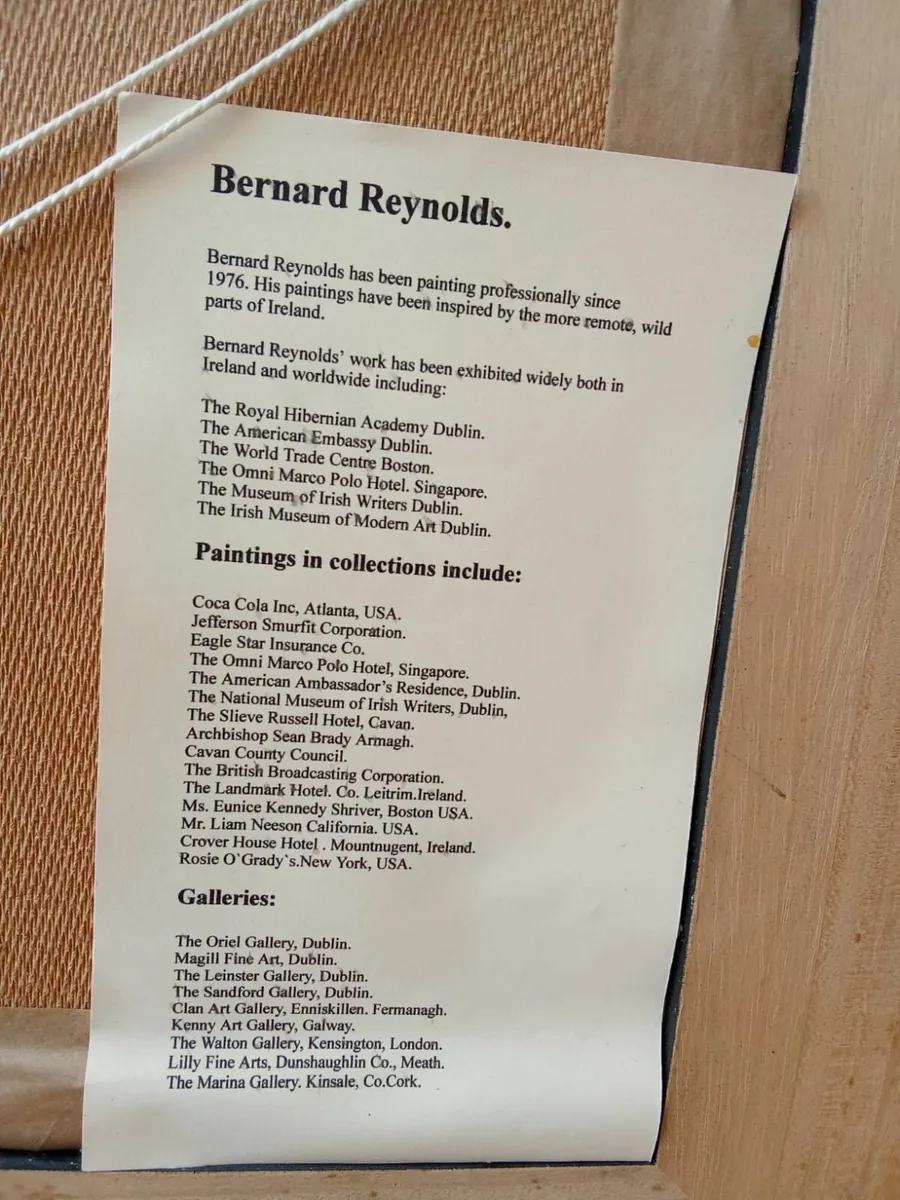 Bernard Reynolds.
Bernard Reynolds has been painting professionally since
1976. His paintings have been inspired by the more remote, wild
parts of Ireland.
Bernard Reynolds' work has been exhibited widely both in
Ireland and worldwide including:
The Royal Hibernian Academy Dublin.
The American Embassy Dublin.
The World Trade Centre Boston.
The Omni Marco Polo Hotel. Singapore.
The Museum of Irish Writers Dublin.
The Irish Museum of Modern Art Dublin.
Paintings in collections include:
Coca Cola Inc, Atlanta, USA.
Jefferson Smurfit Corporation.
Eagle Star Insurance Co.
The Omni Marco Polo Hotel, Singapore.
The American Ambassador's Residence, Dublin.
The National Museum of Irish Writers, Dublin,
The Slieve Russell Hotel, Cavan.
Archbishop Sean Brady Armagh.
Cavan County Council.
The British Broadcasting Corporation.
The Landmark Hotel. Co. Leitrim.Ireland.
Ms. Eunice Kennedy Shriver, Boston USA.
Mr. Liam Neeson California. USA.
Crover House Hotel . Mountnugent, Ireland.
Rosie O`Grady`s.New York, USA.
Galleries:
The Oriel Gallery, Dublin.
Magill Fine Art, Dublin.
The Leinster Gallery, Dublin.
The Sandford Gallery, Dublin.
Clan Art Gallery, Enniskillen. Fermanagh.
Kenny Art Gallery, Galway.
The Walton Gallery, Kensington, London.
Lilly Fine Arts, Dunshaughlin Co., Meath.
The Marina Gallery. Kinsale, Co.Cork.